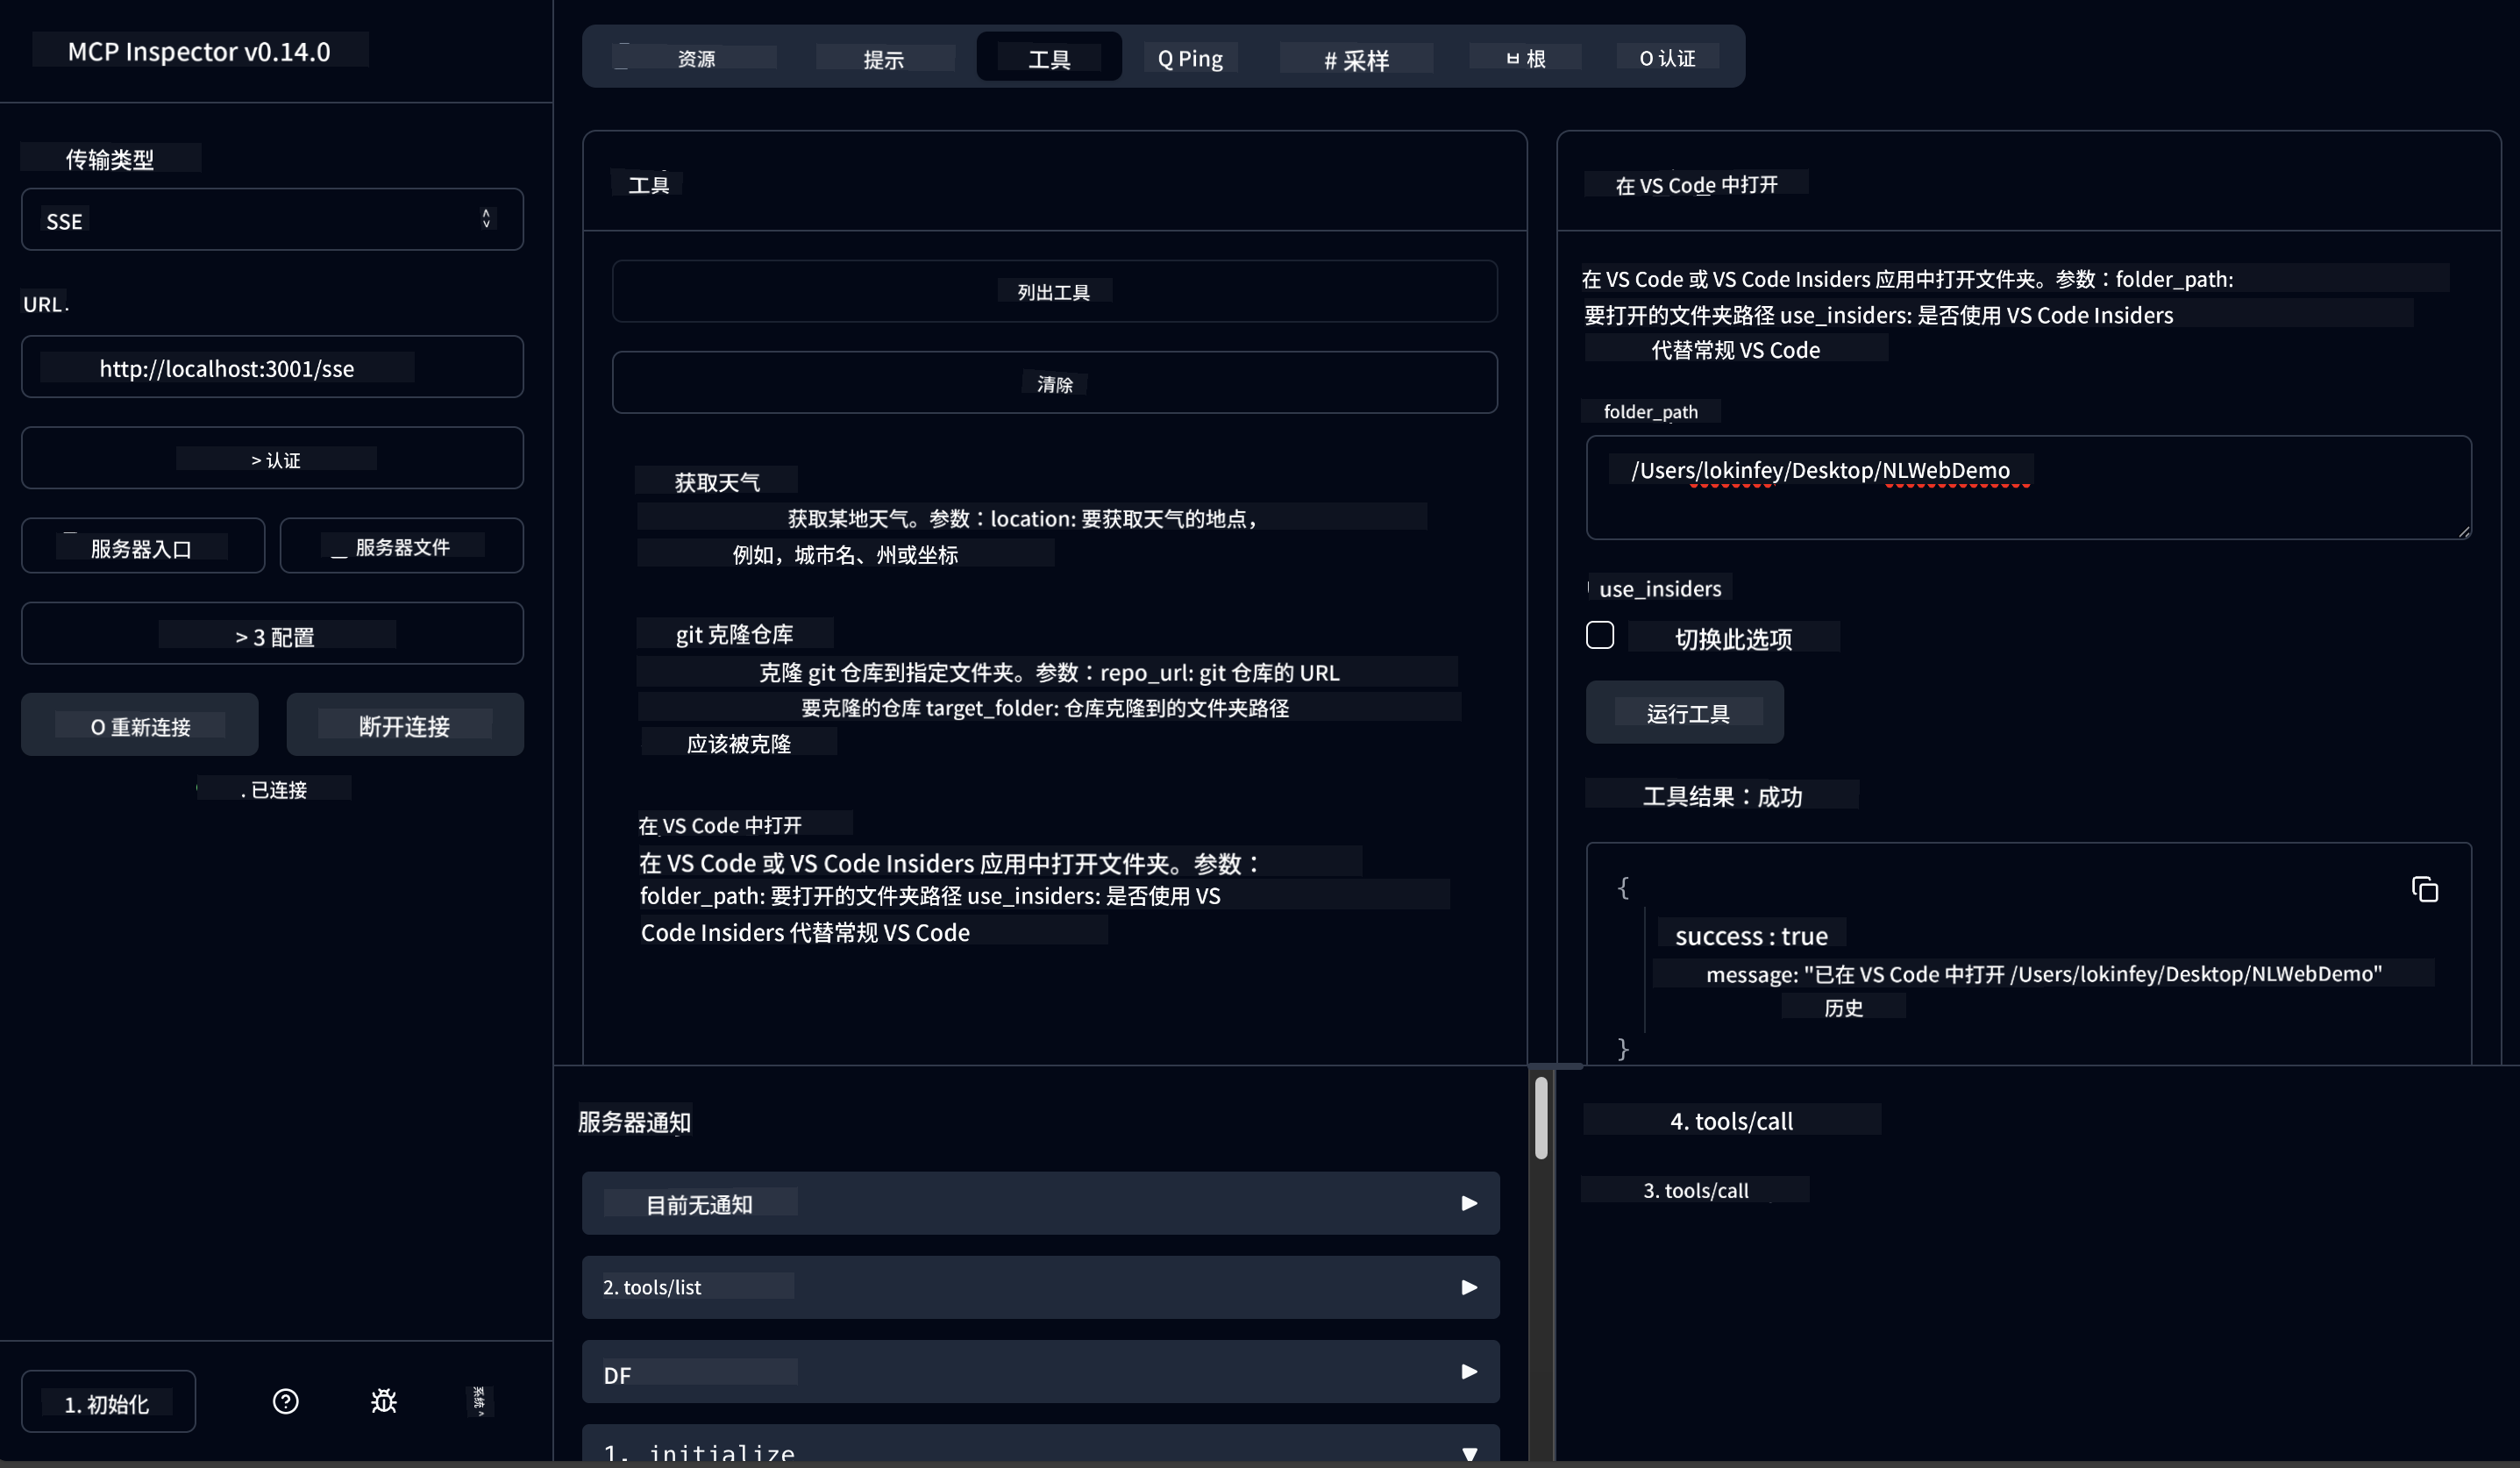 MCP Inspector v0.14.0
传输类型
SSE
URL.
http://localhost:3001/sse
> 认证
服务器入口
服务器文件
> 3 配置
O 重新连接
断开连接
. 已连接
1. 初始化
系统
资源
提示
工具
Q Ping
# 采样
根
O 认证
工具
列出工具
清除
获取天气
获取某地天气。参数：location: 要获取天气的地点，
例如，城市名、州或坐标
git 克隆仓库
克隆 git 仓库到指定文件夹。参数：repo_url: git 仓库的 URL
要克隆的仓库 target_folder: 仓库克隆到的文件夹路径
应该被克隆
在 VS Code 中打开
在 VS Code 或 VS Code Insiders 应用中打开文件夹。参数：
folder_path: 要打开的文件夹路径 use_insiders: 是否使用 VS
Code Insiders 代替常规 VS Code
在 VS Code 中打开
在 VS Code 或 VS Code Insiders 应用中打开文件夹。参数：folder_path:
要打开的文件夹路径 use_insiders: 是否使用 VS Code Insiders
代替常规 VS Code
folder_path
/Users/lokinfey/Desktop/NLWebDemo
use_insiders
切换此选项
运行工具
工具结果：成功
{
success : true
message: "已在 VS Code 中打开 /Users/lokinfey/Desktop/NLWebDemo"
历史
}
服务器通知
目前无通知
2. tools/list
DF
1. initialize
4. tools/call
3. tools/call